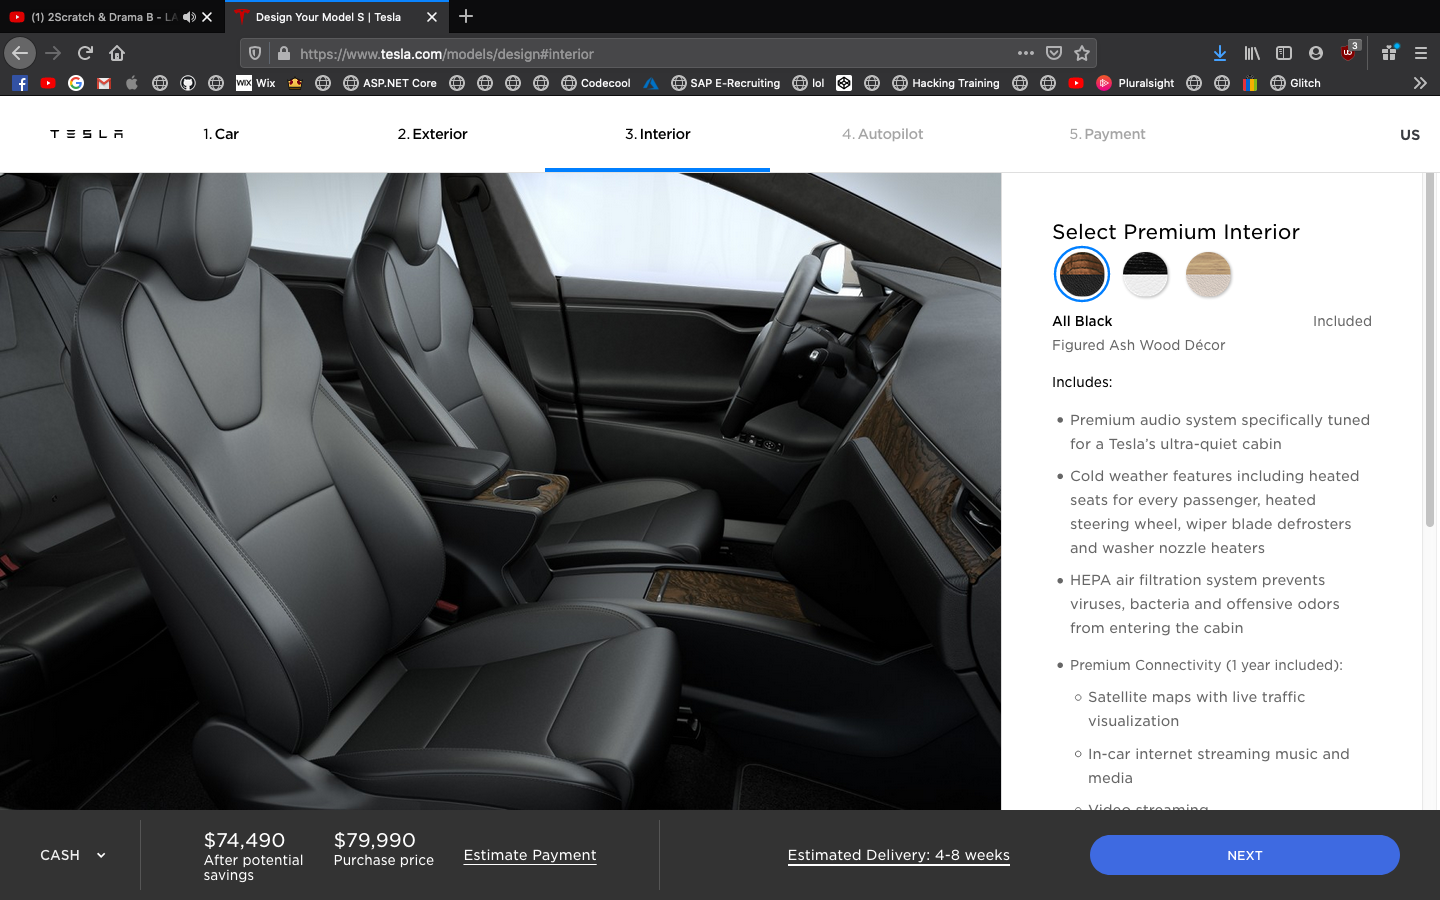 (1) 2Scratch & Drama B - LA
Design Your Model S | Tesla
https://www.tesla.com/models/design#interior
3
WIX Wix
ASP.NET Core
Codecool
SAP E-Recruiting
lol
Hacking Training
Pluralsight
Glitch
TESLA
1. Car
2. Exterior
3. Interior
4. Autopilot
5. Payment
US
Select Premium Interior
All Black Included
Figured Ash Wood Décor
Includes:
Premium audio system specifically tuned
for a Tesla's ultra-quiet cabin
Cold weather features including heated
seats for every passenger, heated
steering wheel, wiper blade defrosters
and washer nozzle heaters
HEPA air filtration system prevents
viruses, bacteria and offensive odors
from entering the cabin
Premium Connectivity (1 year included):
Satellite maps with live traffic
visualization
In-car internet streaming music and
media
Video streaming
CASH
$74,490
After potential
savings
$79,990
Purchase price
Estimate Payment
Estimated Delivery: 4-8 weeks
NEXT